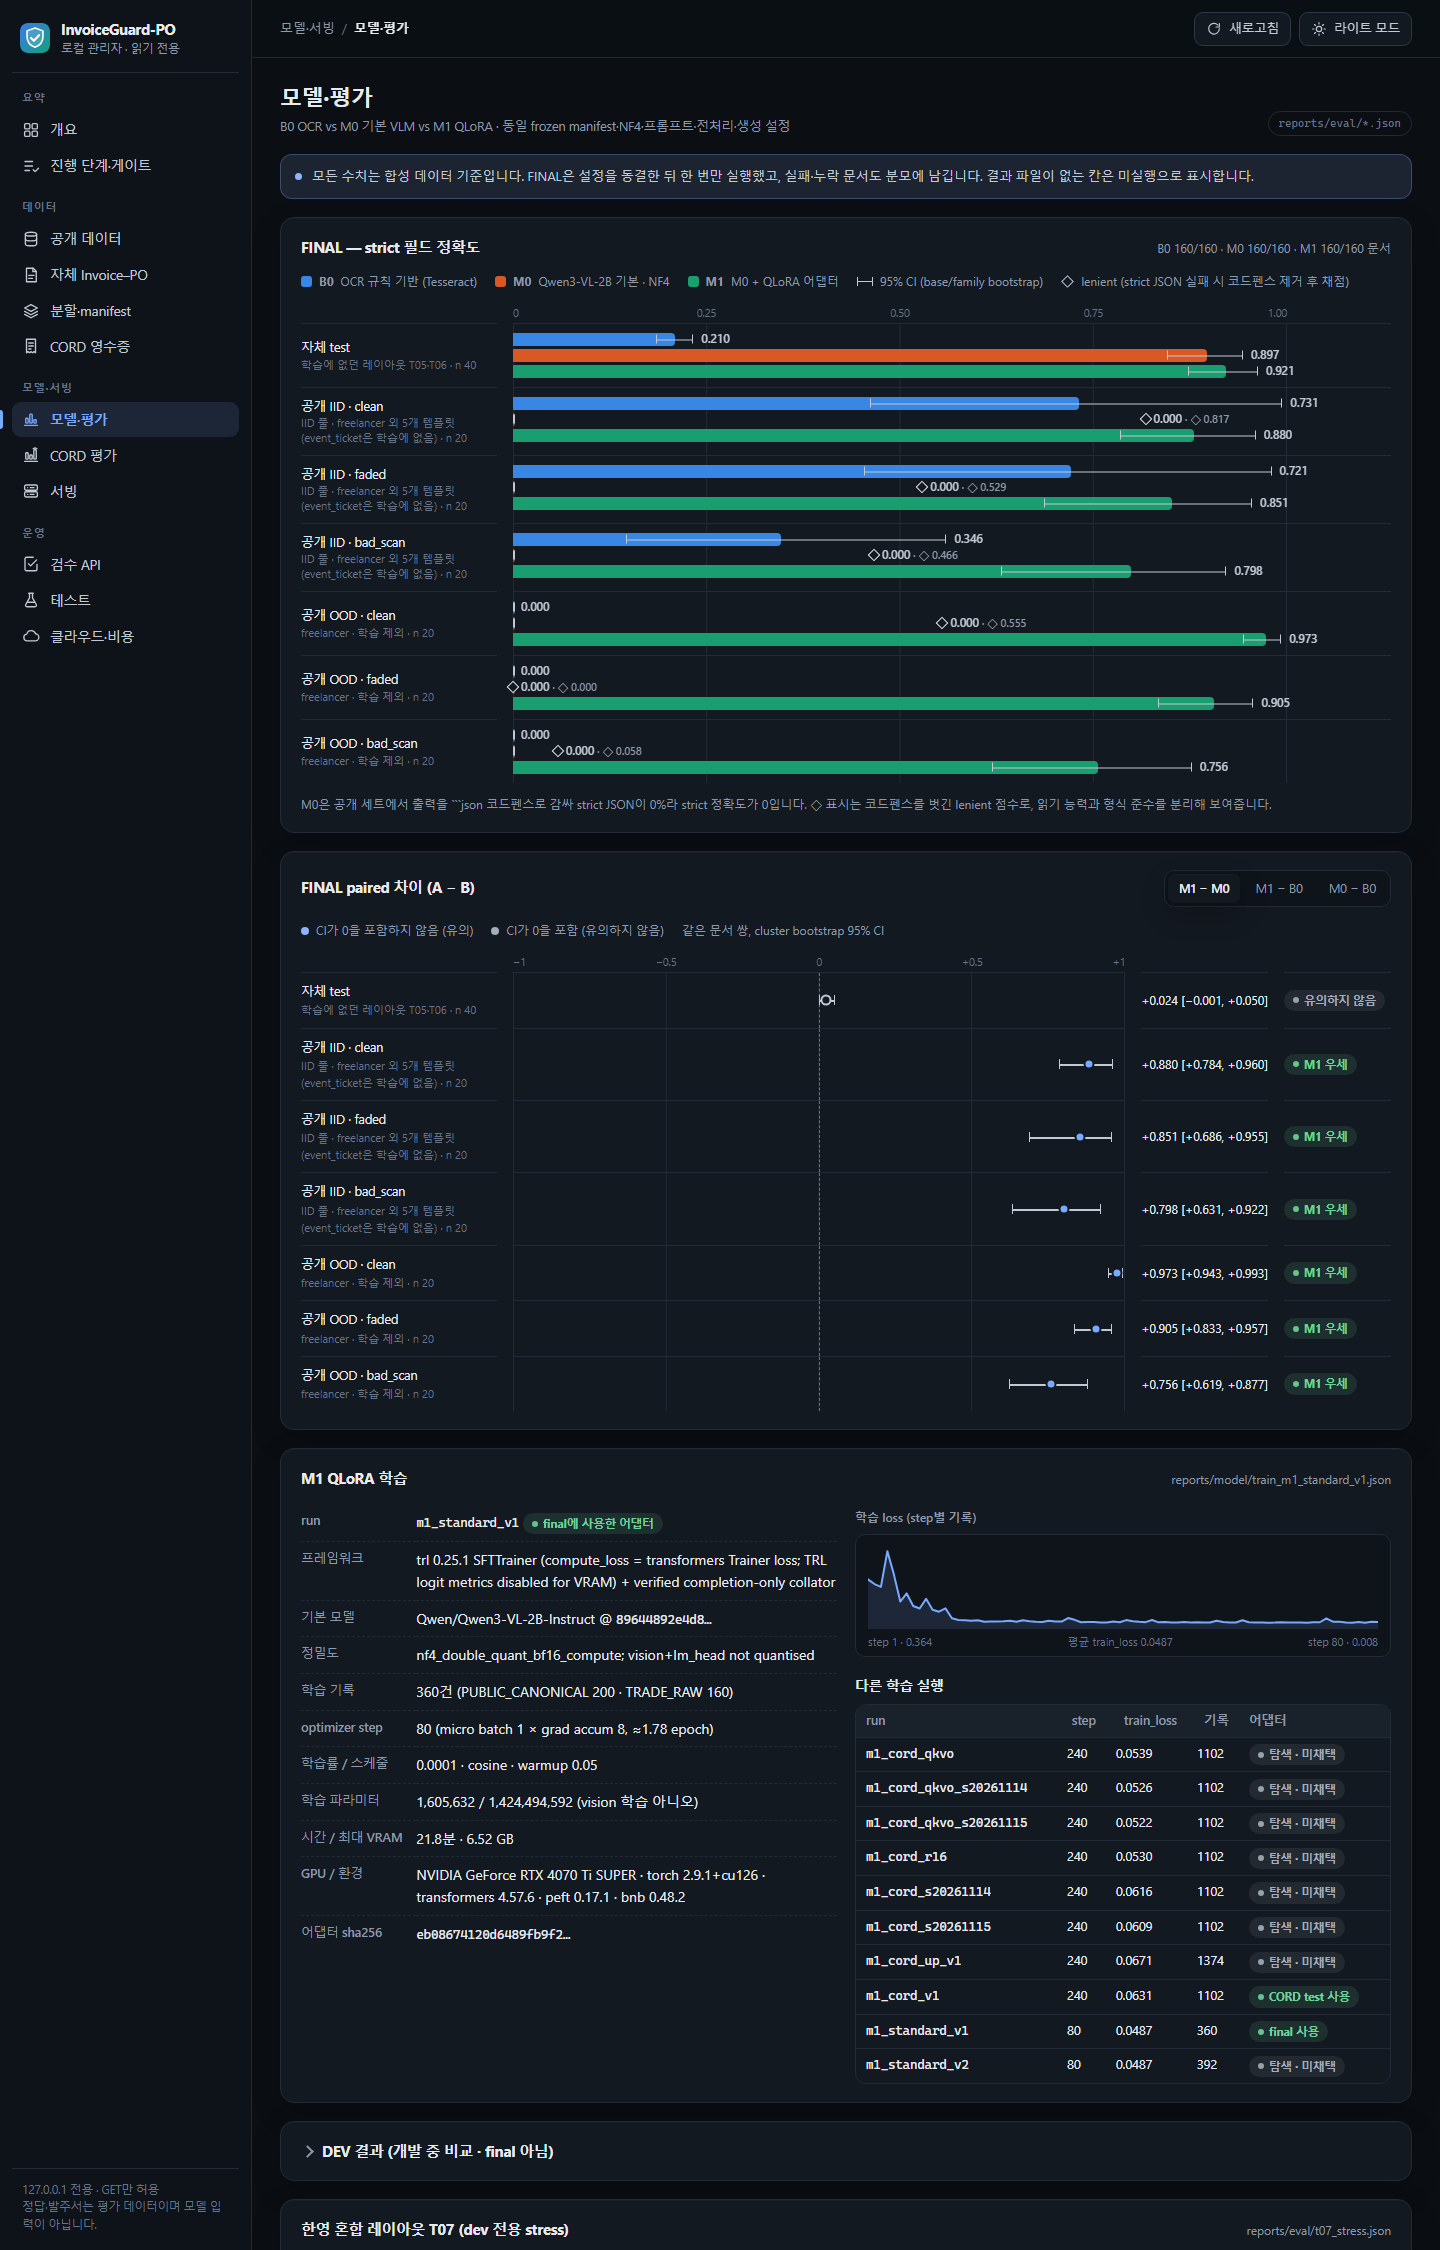 InvoiceGuard-PO
로컬 관리자 · 읽기 전용
요약
개요
진행 단계·게이트
데이터
공개 데이터
자체 Invoice–PO
분할·manifest
CORD 영수증
모델·서빙
모델·평가
CORD 평가
서빙
운영
검수 API
테스트
클라우드·비용
127.0.0.1 전용 · GET만 허용
정답·발주서는 평가 데이터이며 모델 입
력이 아닙니다.
모델·서빙 / 모델·평가
새로고침
라이트 모드
모델·평가
B0 OCR vs M0 기본 VLM vs M1 QLoRA · 동일 frozen manifest·NF4·프롬프트·전처리·생성 설정
reports/eval/*.json
모든 수치는 합성 데이터 기준입니다. FINAL은 설정을 동결한 뒤 한 번만 실행했고, 실패·누락 문서도 분모에 남깁니다. 결과 파일이 없는 칸은 미실행으로 표시합니다.
FINAL — strict 필드 정확도
B0 160/160 · M0 160/160 · M1 160/160 문서
B0 OCR 규칙 기반 (Tesseract) M0 Qwen3-VL-2B 기본 · NF4 M1 M0 + QLoRA 어댑터 95% CI (base/family bootstrap) ◇ lenient (strict JSON 실패 시 코드펜스 제거 후 채점)
0 0.25 0.50 0.75 1.00
자체 test
학습에 없던 레이아웃 T05·T06 · n 40
0.210
0.897
0.921
공개 IID · clean
IID 풀 · freelancer 외 5개 템플릿
(event_ticket은 학습에 없음) · n 20
0.731
0.000 · ◇ 0.817
0.880
공개 IID · faded
IID 풀 · freelancer 외 5개 템플릿
(event_ticket은 학습에 없음) · n 20
0.721
0.000 · ◇ 0.529
0.851
공개 IID · bad_scan
IID 풀 · freelancer 외 5개 템플릿
(event_ticket은 학습에 없음) · n 20
0.346
0.000 · ◇ 0.466
0.798
공개 OOD · clean
freelancer · 학습 제외 · n 20
0.000
0.000 · ◇ 0.555
0.973
공개 OOD · faded
freelancer · 학습 제외 · n 20
0.000
0.000 · ◇ 0.000
0.905
공개 OOD · bad_scan
freelancer · 학습 제외 · n 20
0.000
0.000 · ◇ 0.058
0.756
M0은 공개 세트에서 출력을 ```json 코드펜스로 감싸 strict JSON이 0%라 strict 정확도가 0입니다. ◇ 표시는 코드펜스를 벗긴 lenient 점수로, 읽기 능력과 형식 준수를 분리해 보여줍니다.
FINAL paired 차이 (A − B)
M1 − M0 M1 − B0 M0 − B0
CI가 0을 포함하지 않음 (유의) CI가 0을 포함 (유의하지 않음) 같은 문서 쌍, cluster bootstrap 95% CI
−1 −0.5 0 +0.5 +1
자체 test
학습에 없던 레이아웃 T05·T06 · n 40
+0.024 [−0.001, +0.050] 유의하지 않음
공개 IID · clean
IID 풀 · freelancer 외 5개 템플릿
(event_ticket은 학습에 없음) · n 20
+0.880 [+0.784, +0.960] M1 우세
공개 IID · faded
IID 풀 · freelancer 외 5개 템플릿
(event_ticket은 학습에 없음) · n 20
+0.851 [+0.686, +0.955] M1 우세
공개 IID · bad_scan
IID 풀 · freelancer 외 5개 템플릿
(event_ticket은 학습에 없음) · n 20
+0.798 [+0.631, +0.922] M1 우세
공개 OOD · clean
freelancer · 학습 제외 · n 20
+0.973 [+0.943, +0.993] M1 우세
공개 OOD · faded
freelancer · 학습 제외 · n 20
+0.905 [+0.833, +0.957] M1 우세
공개 OOD · bad_scan
freelancer · 학습 제외 · n 20
+0.756 [+0.619, +0.877] M1 우세
M1 QLoRA 학습
reports/model/train_m1_standard_v1.json
run m1_standard_v1 final에 사용한 어댑터
프레임워크 trl 0.25.1 SFTTrainer (compute_loss = transformers Trainer loss; TRL
logit metrics disabled for VRAM) + verified completion-only collator
기본 모델 Qwen/Qwen3-VL-2B-Instruct @ 89644892e4d8…
정밀도 nf4_double_quant_bf16_compute; vision+lm_head not quantised
학습 기록 360건 (PUBLIC_CANONICAL 200 · TRADE_RAW 160)
optimizer step 80 (micro batch 1 × grad accum 8, ≈1.78 epoch)
학습률 / 스케줄 0.0001 · cosine · warmup 0.05
학습 파라미터 1,605,632 / 1,424,494,592 (vision 학습 아니오)
시간 / 최대 VRAM 21.8분 · 6.52 GB
GPU / 환경 NVIDIA GeForce RTX 4070 Ti SUPER · torch 2.9.1+cu126 ·
transformers 4.57.6 · peft 0.17.1 · bnb 0.48.2
어댑터 sha256 eb08674120d6489fb9f2…
학습 loss (step별 기록)
step 1 · 0.364 평균 train_loss 0.0487 step 80 · 0.008
다른 학습 실행
run step train_loss 기록 어댑터
m1_cord_qkvo 240 0.0539 1102 탐색 · 미채택
m1_cord_qkvo_s20261114 240 0.0526 1102 탐색 · 미채택
m1_cord_qkvo_s20261115 240 0.0522 1102 탐색 · 미채택
m1_cord_r16 240 0.0530 1102 탐색 · 미채택
m1_cord_s20261114 240 0.0616 1102 탐색 · 미채택
m1_cord_s20261115 240 0.0609 1102 탐색 · 미채택
m1_cord_up_v1 240 0.0671 1374 탐색 · 미채택
m1_cord_v1 240 0.0631 1102 CORD test 사용
m1_standard_v1 80 0.0487 360 final 사용
m1_standard_v2 80 0.0487 392 탐색 · 미채택
DEV 결과 (개발 중 비교 · final 아님)
한영 혼합 레이아웃 T07 (dev 전용 stress)
reports/eval/t07_stress.json